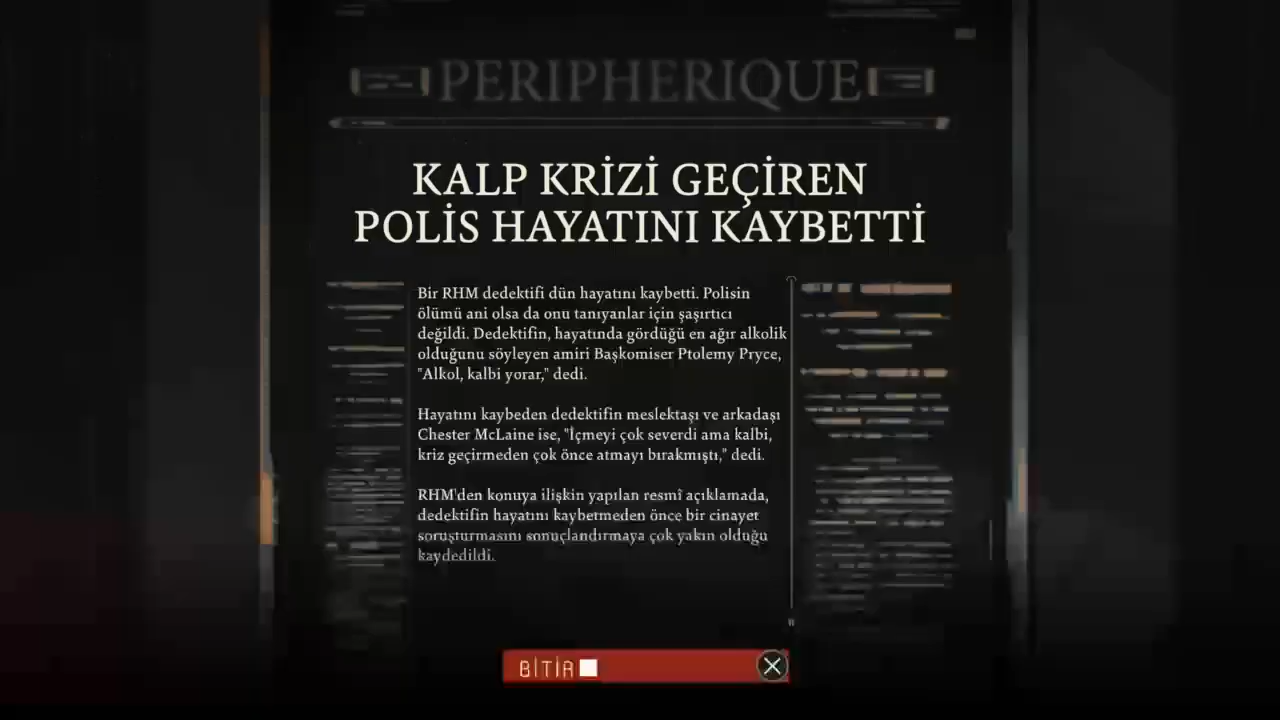 PERIPHERIQUE
KALP KRİZİ GEÇİREN
POLİS HAYATINI KAYBETTİ
Bir RHM dedektifi dün hayatını kaybetti. Polisin
ölümü ani olsa da onu tanıyanlar için şaşırtıcı
değildi. Dedektifin, hayatında gördüğü en ağır alkolik
olduğunu söyleyen amiri Başkomiser Ptolemy Pryce,
"Alkol, kalbi yorar," dedi.
Hayatını kaybeden dedektifin meslektaşı ve arkadaşı
Chester McLaine ise, "İçmeyi çok severdi ama kalbi,
kriz geçirmeden çok önce atmayı bırakmıştı," dedi.
RHM'den konuya ilişkin yapılan resmî açıklamada,
dedektifin hayatını kaybetmeden önce bir cinayet
soruşturmasını sonuçlandırmaya çok yakın olduğu
kaydedildi.
BİTİR